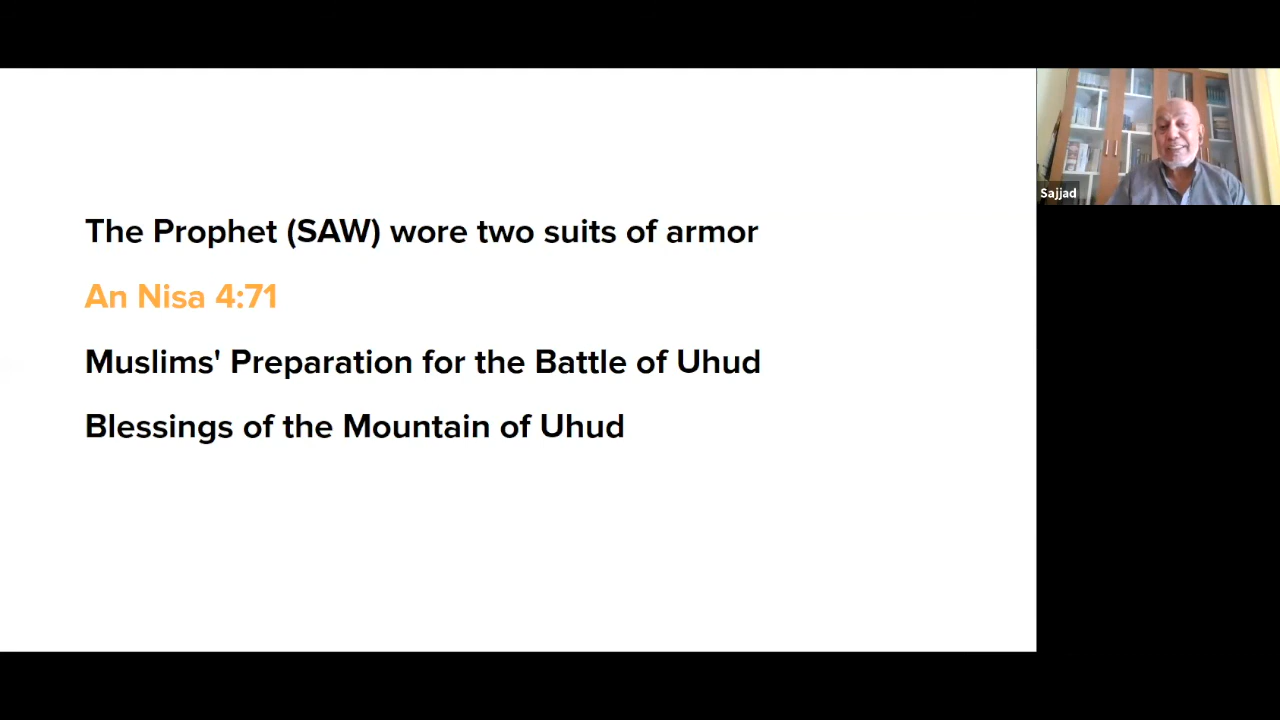 The Prophet (SAW) wore two suits of armor
An Nisa 4:71
Muslims' Preparation for the Battle of Uhud
Blessings of the Mountain of Uhud
Sajjad